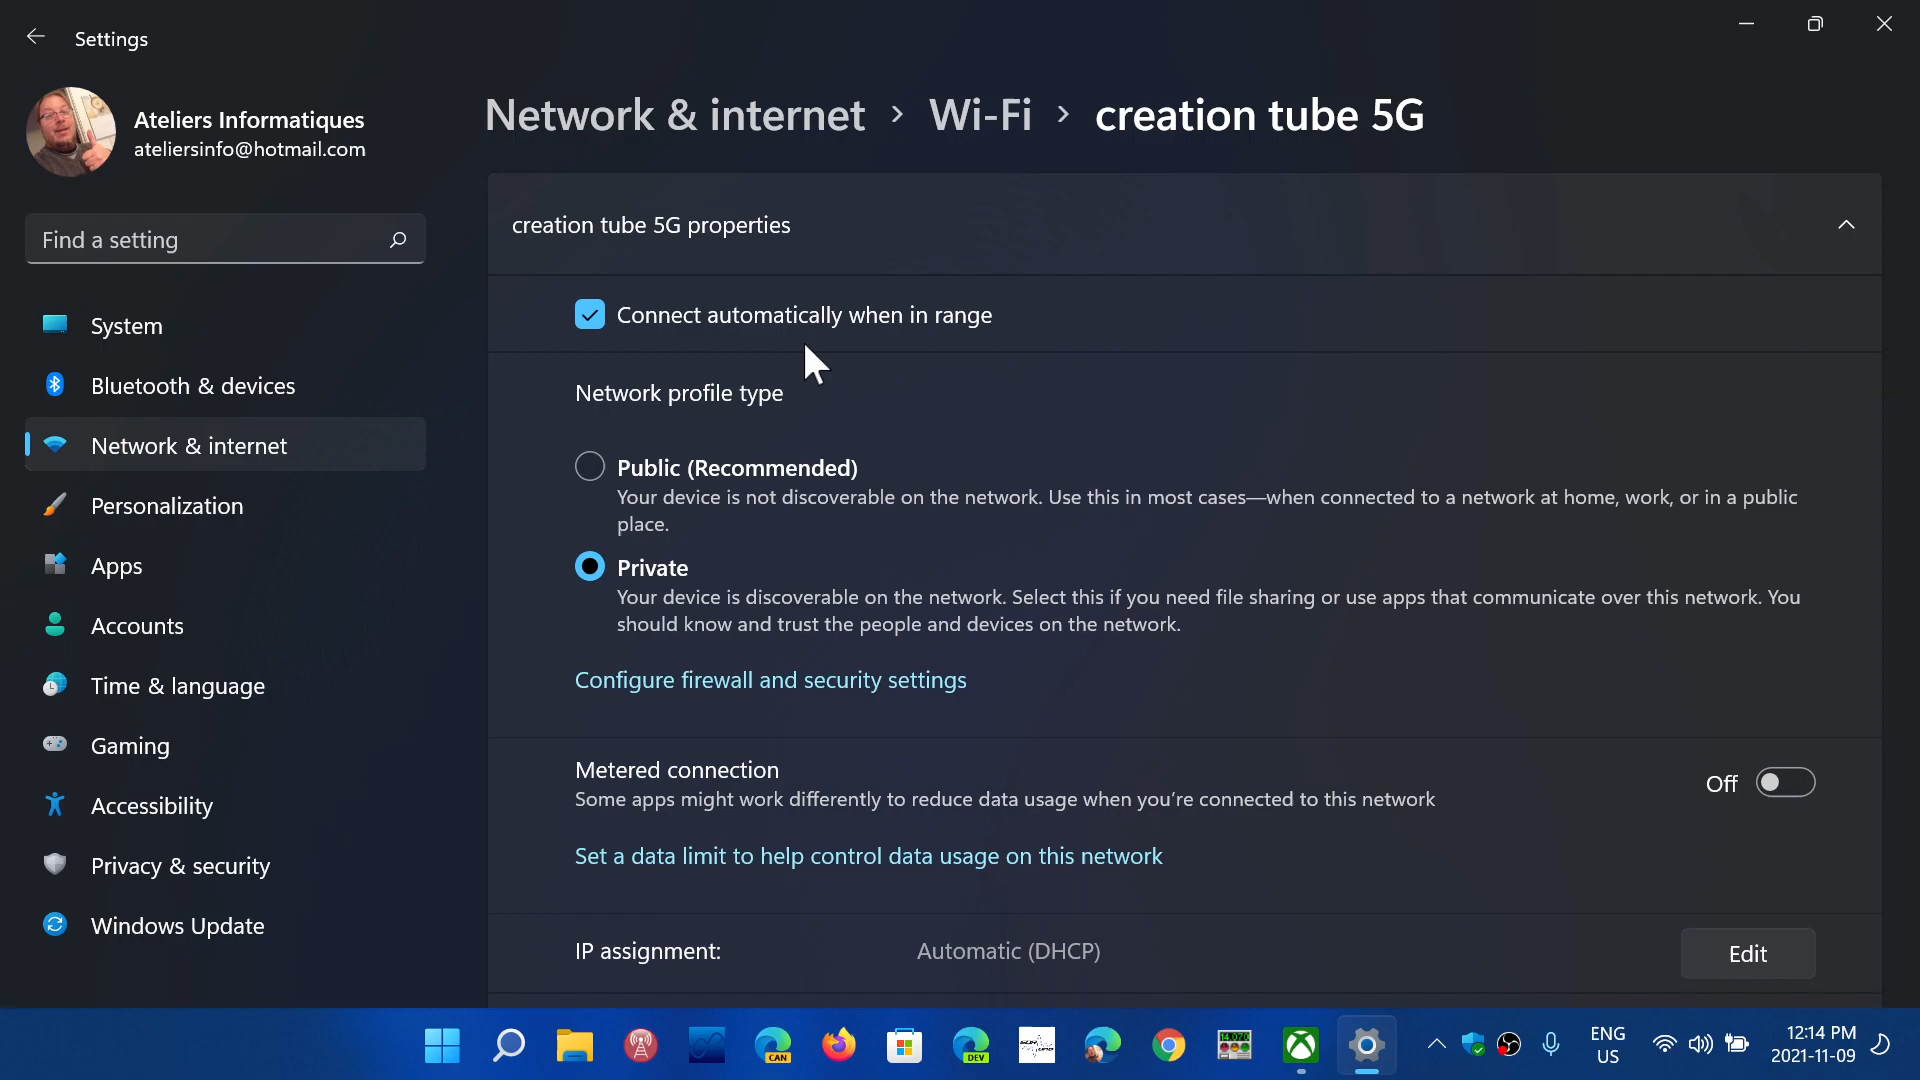 Settings
Ateliers Informatiques
ateliersinfo@hotmail.com
Find a setting
System
Bluetooth & devices
Network & internet
Personalization
Apps
Accounts
Time & language
Gaming
Accessibility
Privacy & security
Windows Update
Network & internet › Wi-Fi › creation tube 5G
creation tube 5G properties
Connect automatically when in range
Network profile type
Public (Recommended)
Your device is not discoverable on the network. Use this in most cases—when connected to a network at home, work, or in a public
place.
Private
Your device is discoverable on the network. Select this if you need file sharing or use apps that communicate over this network. You
should know and trust the people and devices on the network.
Configure firewall and security settings
Metered connection
Some apps might work differently to reduce data usage when you're connected to this network
Off
Set a data limit to help control data usage on this network
IP assignment: Automatic (DHCP)
Edit
CAN
DEV
ENG
US
12:14 PM
2021-11-09